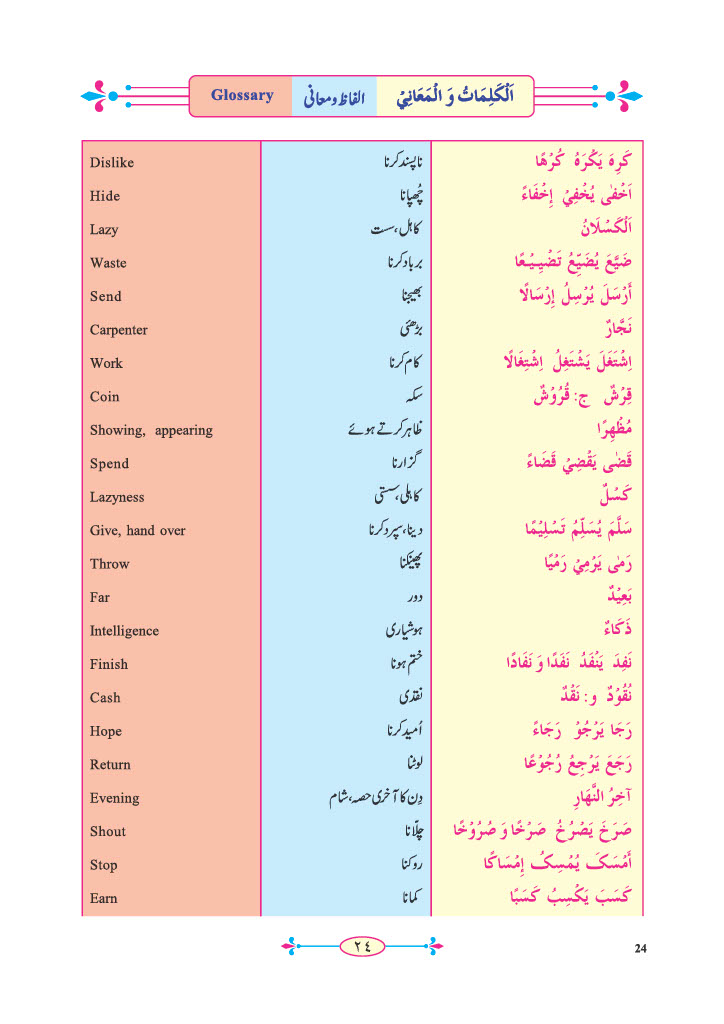 Glossary الفاظ و معانی اَلْكَلِمَاتُ وَ الْمَعَانِيْ
Dislike ناپسند کرنا كَرِهَ يَكْرَهُ كُرْهًا
Hide چُھپانا اَخْفٰى يُخْفِيْ إِخْفَاءً
Lazy کاہل، سست اَلْكَسْلَانُ
Waste برباد کرنا ضَيَّعَ يُضَيِّعُ تَضْيِيْعًا
Send بھیجنا أَرْسَلَ يُرْسِلُ إِرْسَالًا
Carpenter بڑھئی نَجَّارٌ
Work کام کرنا اِشْتَغَلَ يَشْتَغِلُ اِشْتِغَالًا
Coin سکہ قِرْشٌ ج: قُرُوْشٌ
Showing, appearing ظاہر کرتے ہوئے مُظْهِرًا
Spend گزارنا قَضٰى يَقْضِيْ قَضَاءً
Lazyness کاہلی، سستی كَسْلٌ
Give, hand over دینا، سپرد کرنا سَلَّمَ يُسَلِّمُ تَسْلِيْمًا
Throw پھینکنا رَمٰى يَرْمِيْ رَمْيًا
Far دور بَعِيْدٌ
Intelligence ہوشیاری ذَكَاءٌ
Finish ختم ہونا نَفِدَ يَنْفَدُ نَفَدًا وَ نَفَادًا
Cash نقدی نُقُوْدٌ و: نَقْدٌ
Hope اُمید کرنا رَجَا يَرْجُوْ رَجَاءً
Return لوٹنا رَجَعَ يَرْجِعُ رُجُوْعًا
Evening دِن کا آخری حصہ، شام آخِرُ النَّهَارِ
Shout چلّانا صَرَخَ يَصْرُخُ صَرْخًا وَ صُرُوْخًا
Stop روکنا أَمْسَكَ يُمْسِكُ إِمْسَاكًا
Earn کمانا كَسَبَ يَكْسِبُ كَسَبًا
٢٤ 24